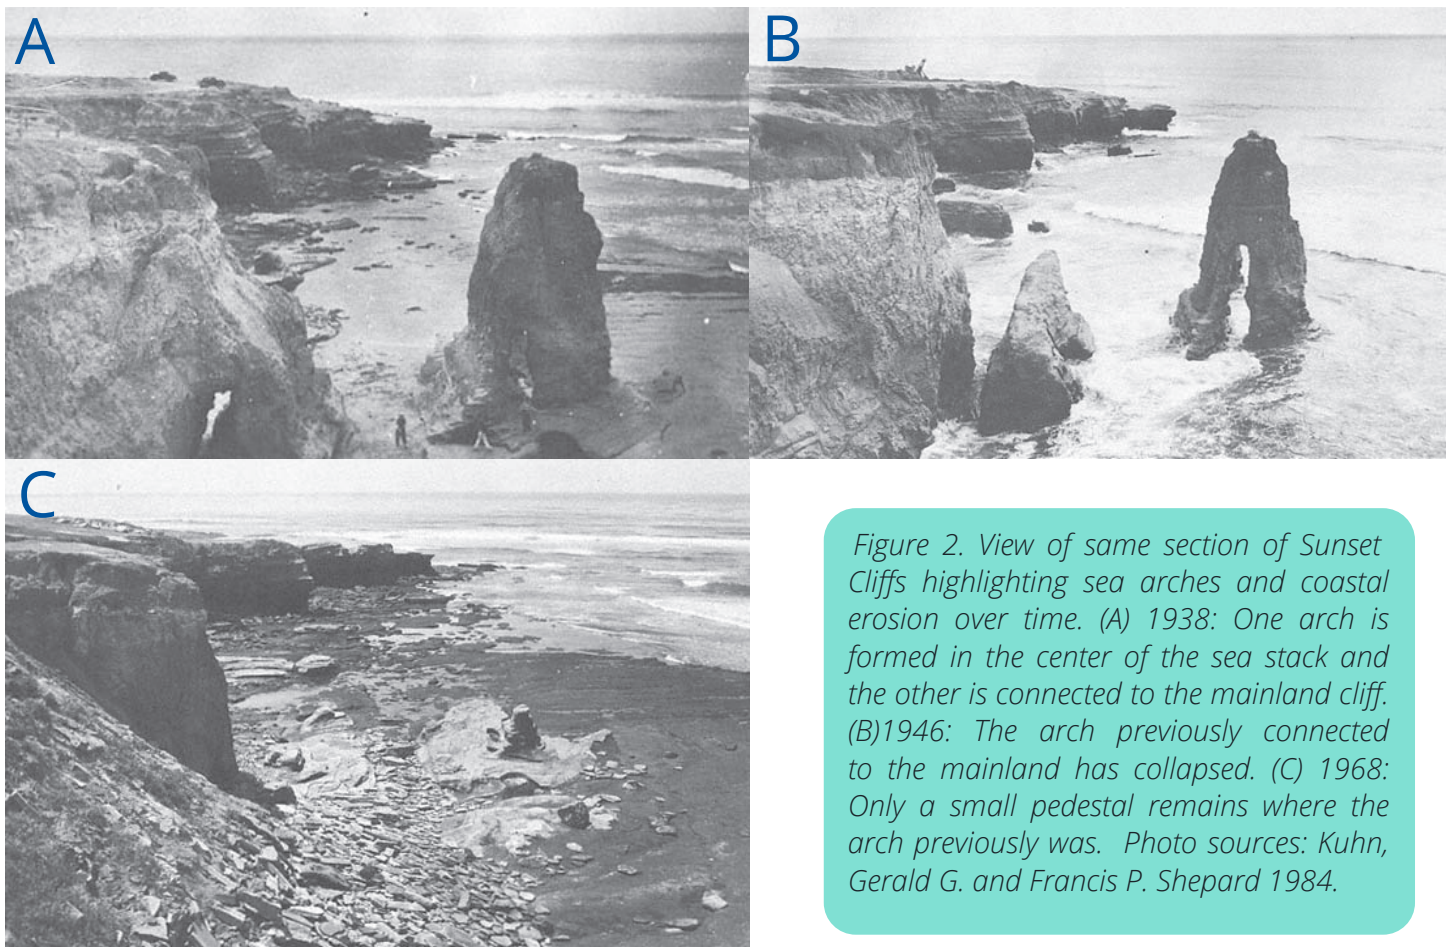 A
B
C
Figure 2. View of same section of Sunset
Cliffs highlighting sea arches and coastal
erosion over time. (A) 1938: One arch is
formed in the center of the sea stack and
the other is connected to the mainland cliff.
(B)1946: The arch previously connected
to the mainland has collapsed. (C) 1968:
Only a small pedestal remains where the
arch previously was. Photo sources: Kuhn,
Gerald G. and Francis P. Shepard 1984.